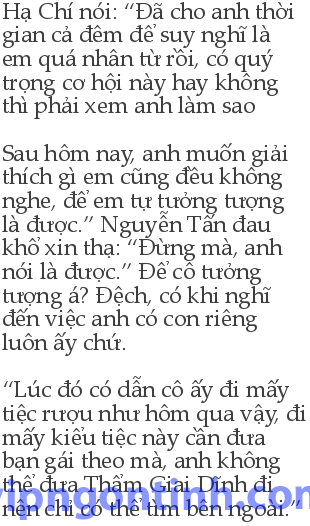 Hạ Chí nói: “Đã cho anh thời
gian cả đêm để suy nghĩ là
em quá nhân từ rồi, có quý
trọng cơ hội này hay không
thì phải xem anh làm sao
Sau hôm nay, anh muốn giải
thích gì em cũng đều không
nghe, để em tự tưởng tượng
là được.” Nguyễn Tấn đau
khổ xin tha: “Đừng mà, anh
nói là được.” Để cô tưởng
tượng á? Đệch, có khi nghĩ
đến việc anh có con riêng
luôn ấy chứ.
“Lúc đó có dẫn cô ấy đi mấy
tiệc rượu như hôm qua vậy, đi
mấy kiểu tiệc này cần đưa
bạn gái theo mà, anh không
thể đưa Thẩm Giai Dĩnh đi
nên chỉ có thể tìm bên ngoài.”
vipngontinh.com